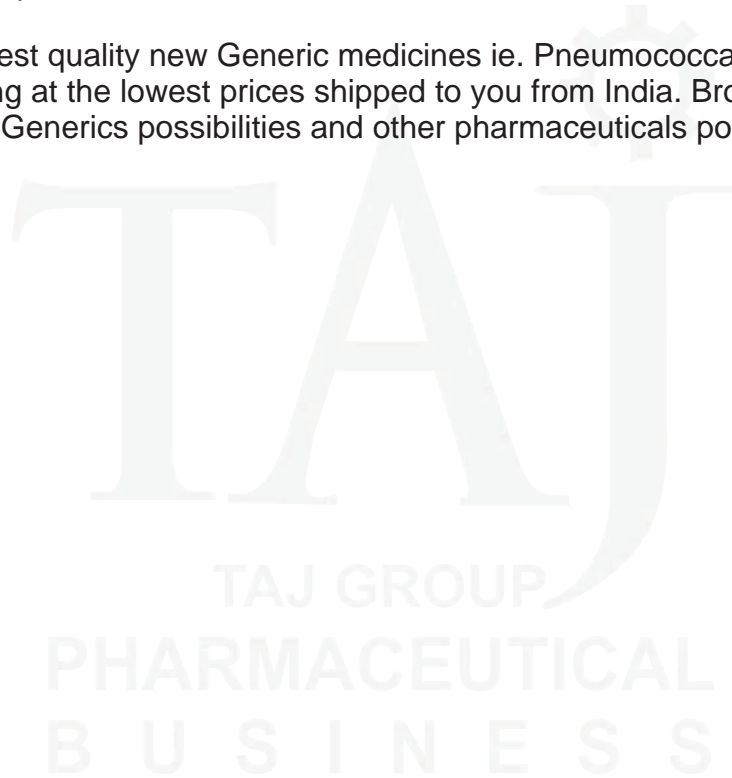 est quality new Generic medicines ie. Pneumococca
g at the lowest prices shipped to you from India. Bro
Generics possibilities and other pharmaceuticals po
TAJ
TAJ GROUP
PHARMACEUTICAL
BUSINESS